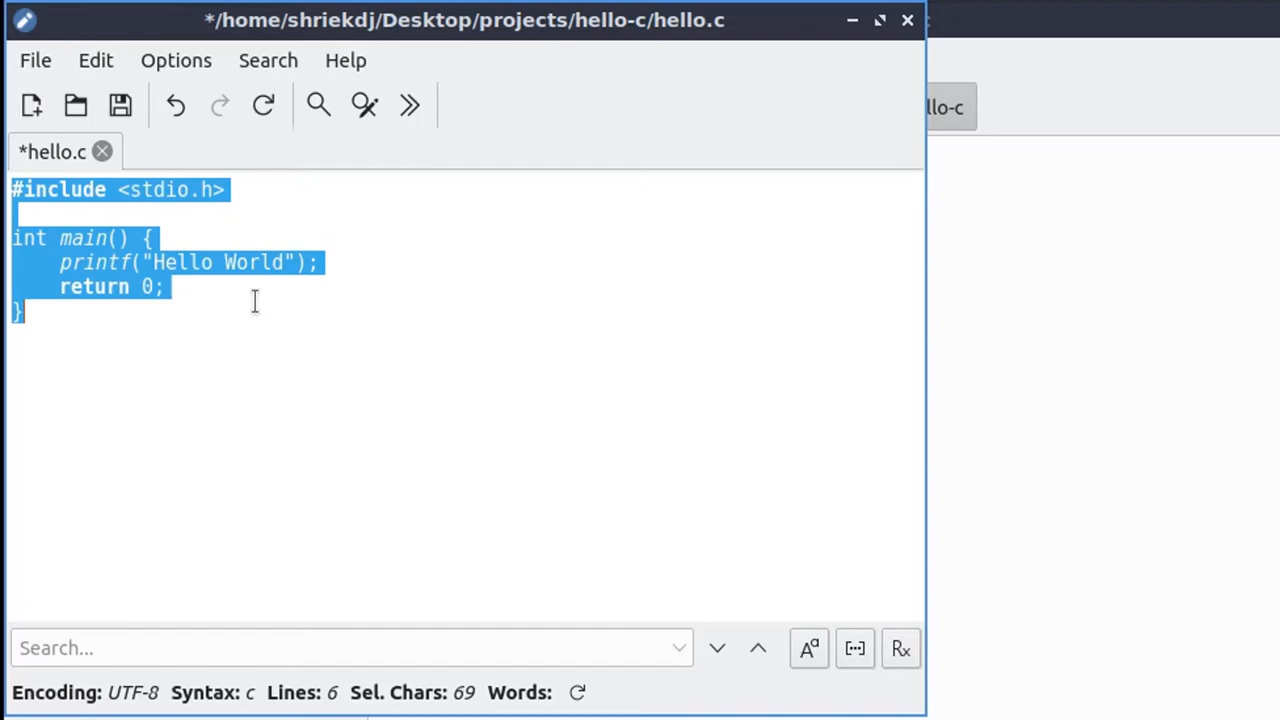 */home/shriekdj/Desktop/projects/hello-c/hello.c
File Edit Options Search Help
llo-c
*hello.c
#include <stdio.h>
int main() {
    printf("Hello World");
    return 0;
}
Search...
Encoding: UTF-8 Syntax: c Lines: 6 Sel. Chars: 69 Words: